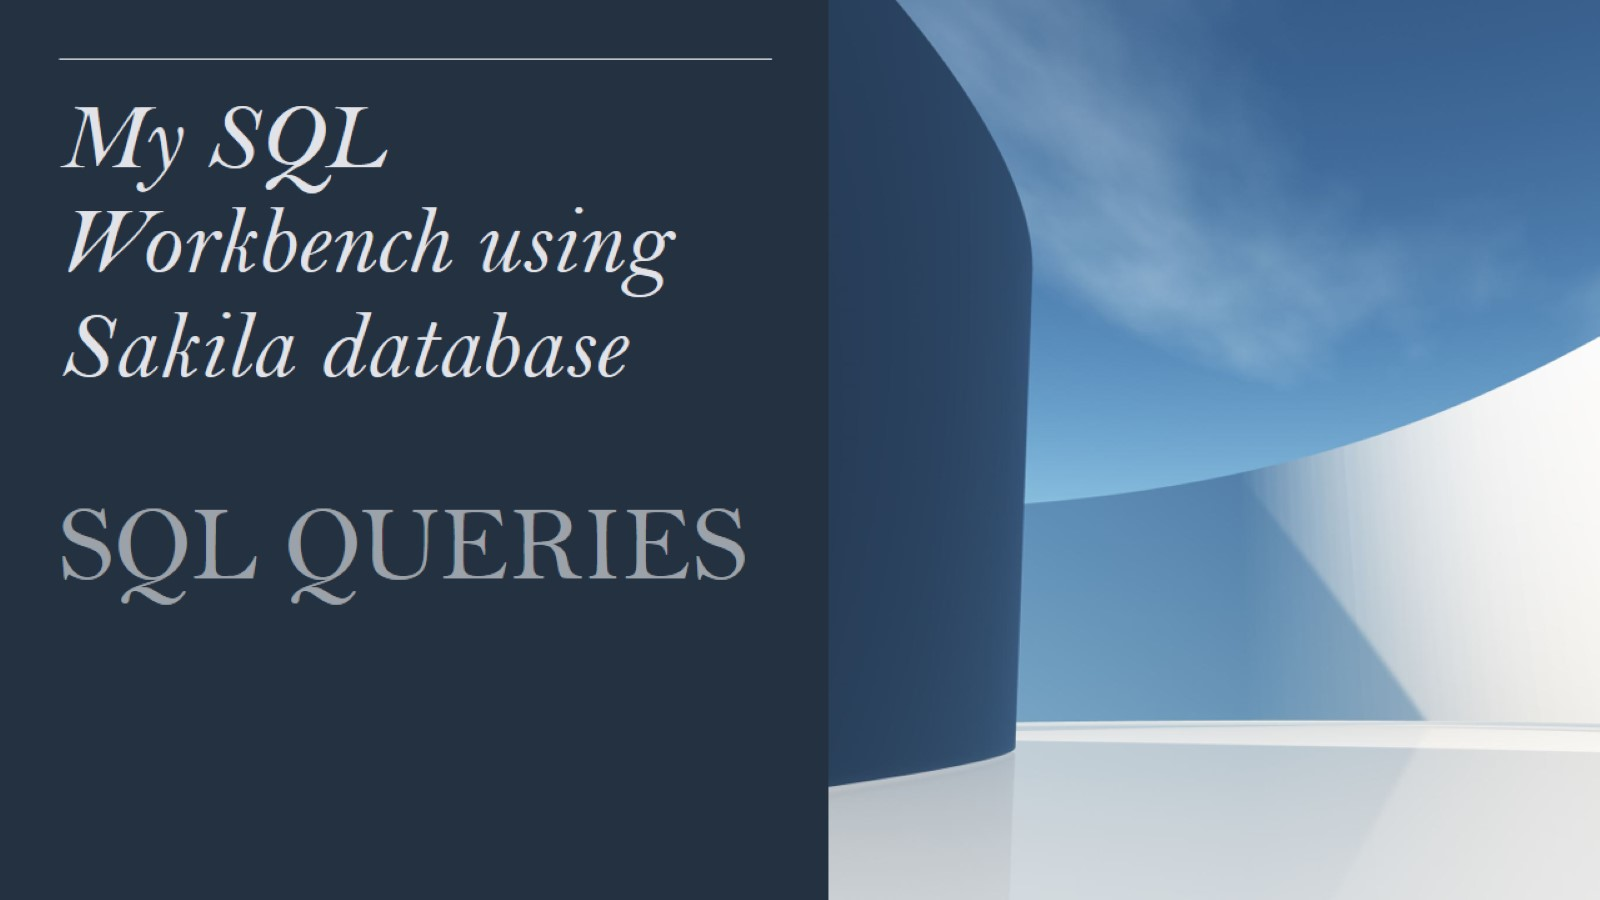 My SQL
Workbench using
Sakila database
SQL QUERIES